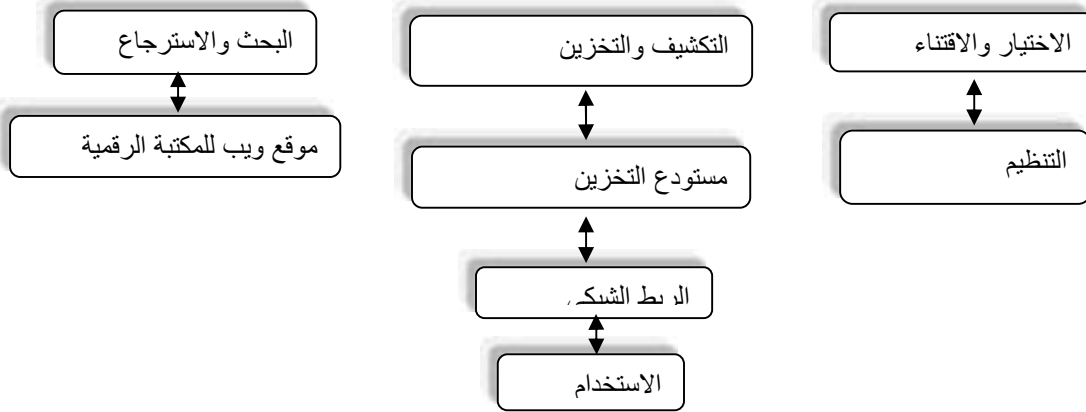 الاختيار والاقتناء
التنظيم
التكشيف والتخزين
مستودع التخزين
الربط الشبكي
الاستخدام
البحث والاسترجاع
موقع ويب للمكتبة الرقمية